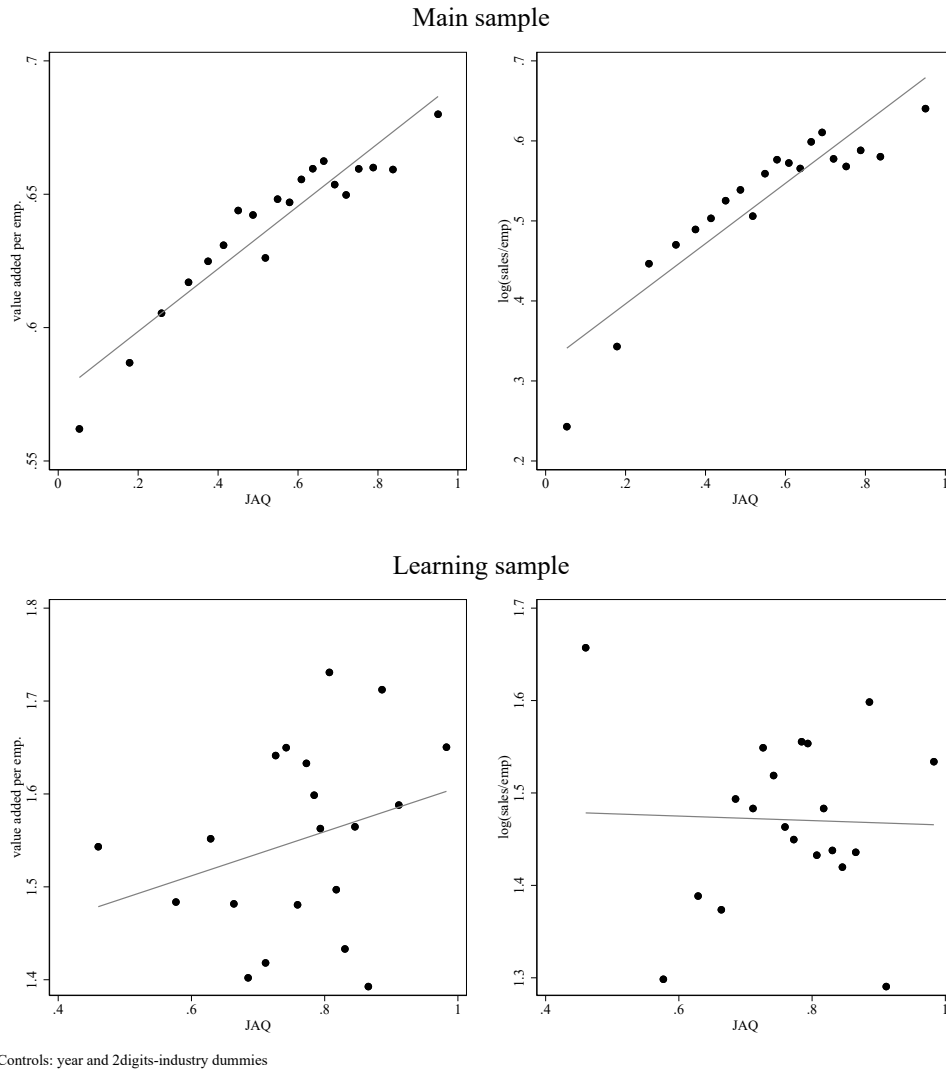 Main sample
value added per emp.
.7
.65
.6
.55
0 .2 .4 .6 .8 1
JAQ
log(sales/emp)
.7
.6
.5
.4
.3
.2
0 .2 .4 .6 .8 1
JAQ
Learning sample
value added per emp.
1.8
1.7
1.6
1.5
1.4
.4 .6 .8 1
JAQ
log(sales/emp)
1.7
1.6
1.5
1.4
1.3
.4 .6 .8 1
JAQ
Controls: year and 2digits-industry dummies